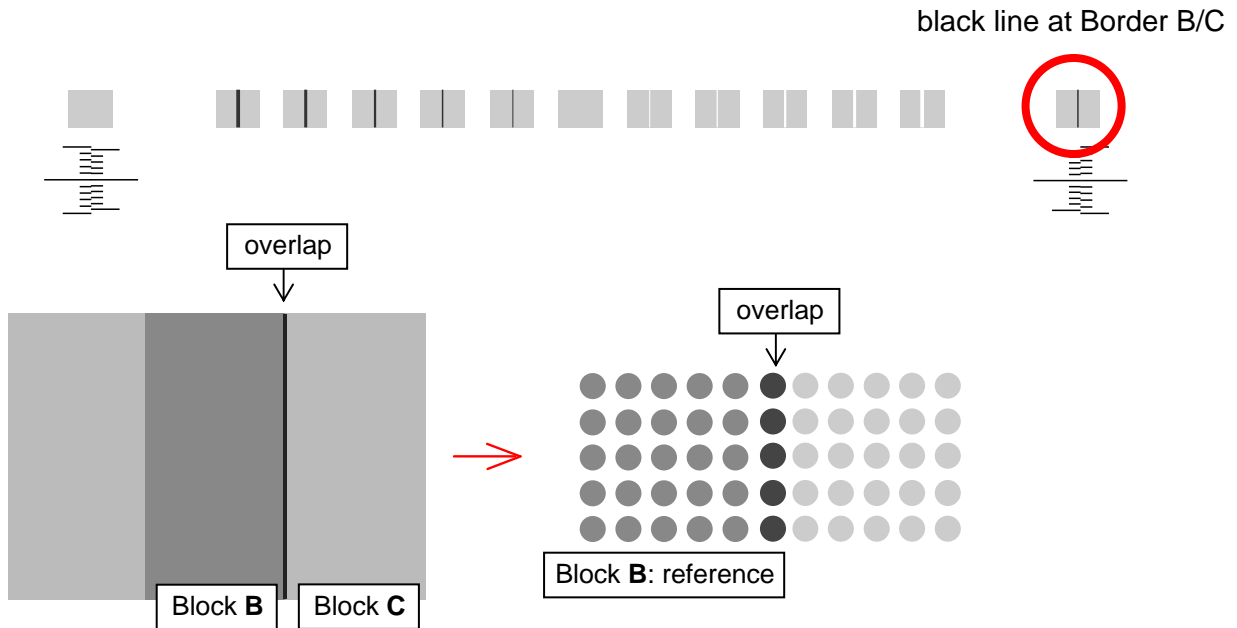 black line at Border B/C
overlap
overlap
Block B: reference
Block B
Block C